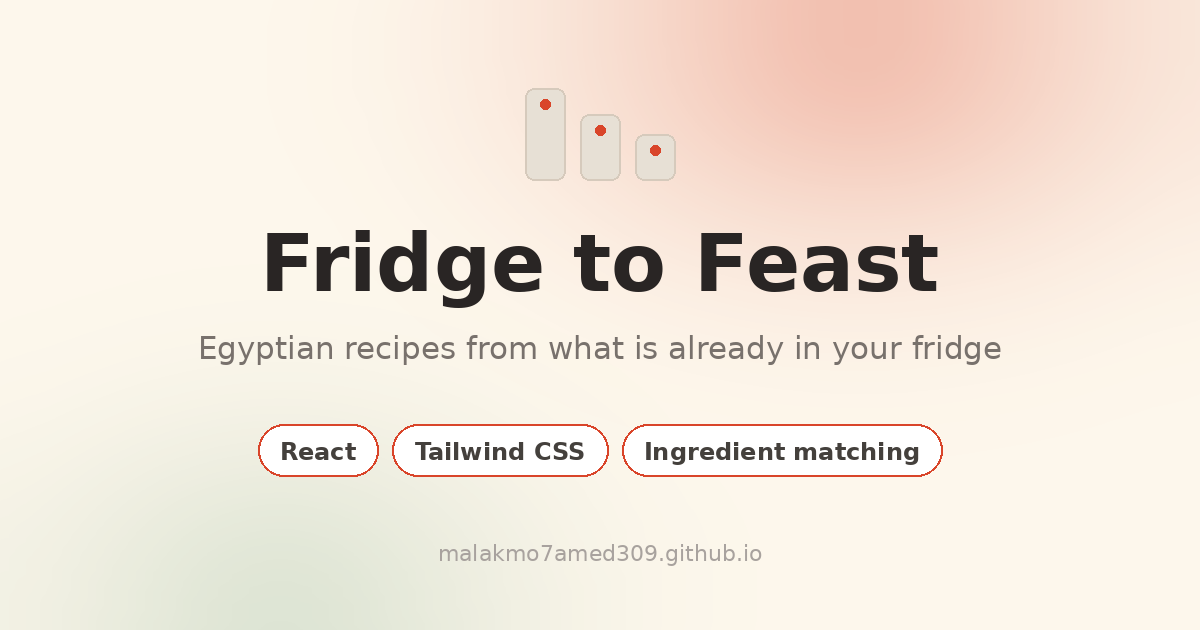 Fridge to Feast
Egyptian recipes from what is already in your fridge
React Tailwind CSS Ingredient matching
malakmo7amed309.github.io